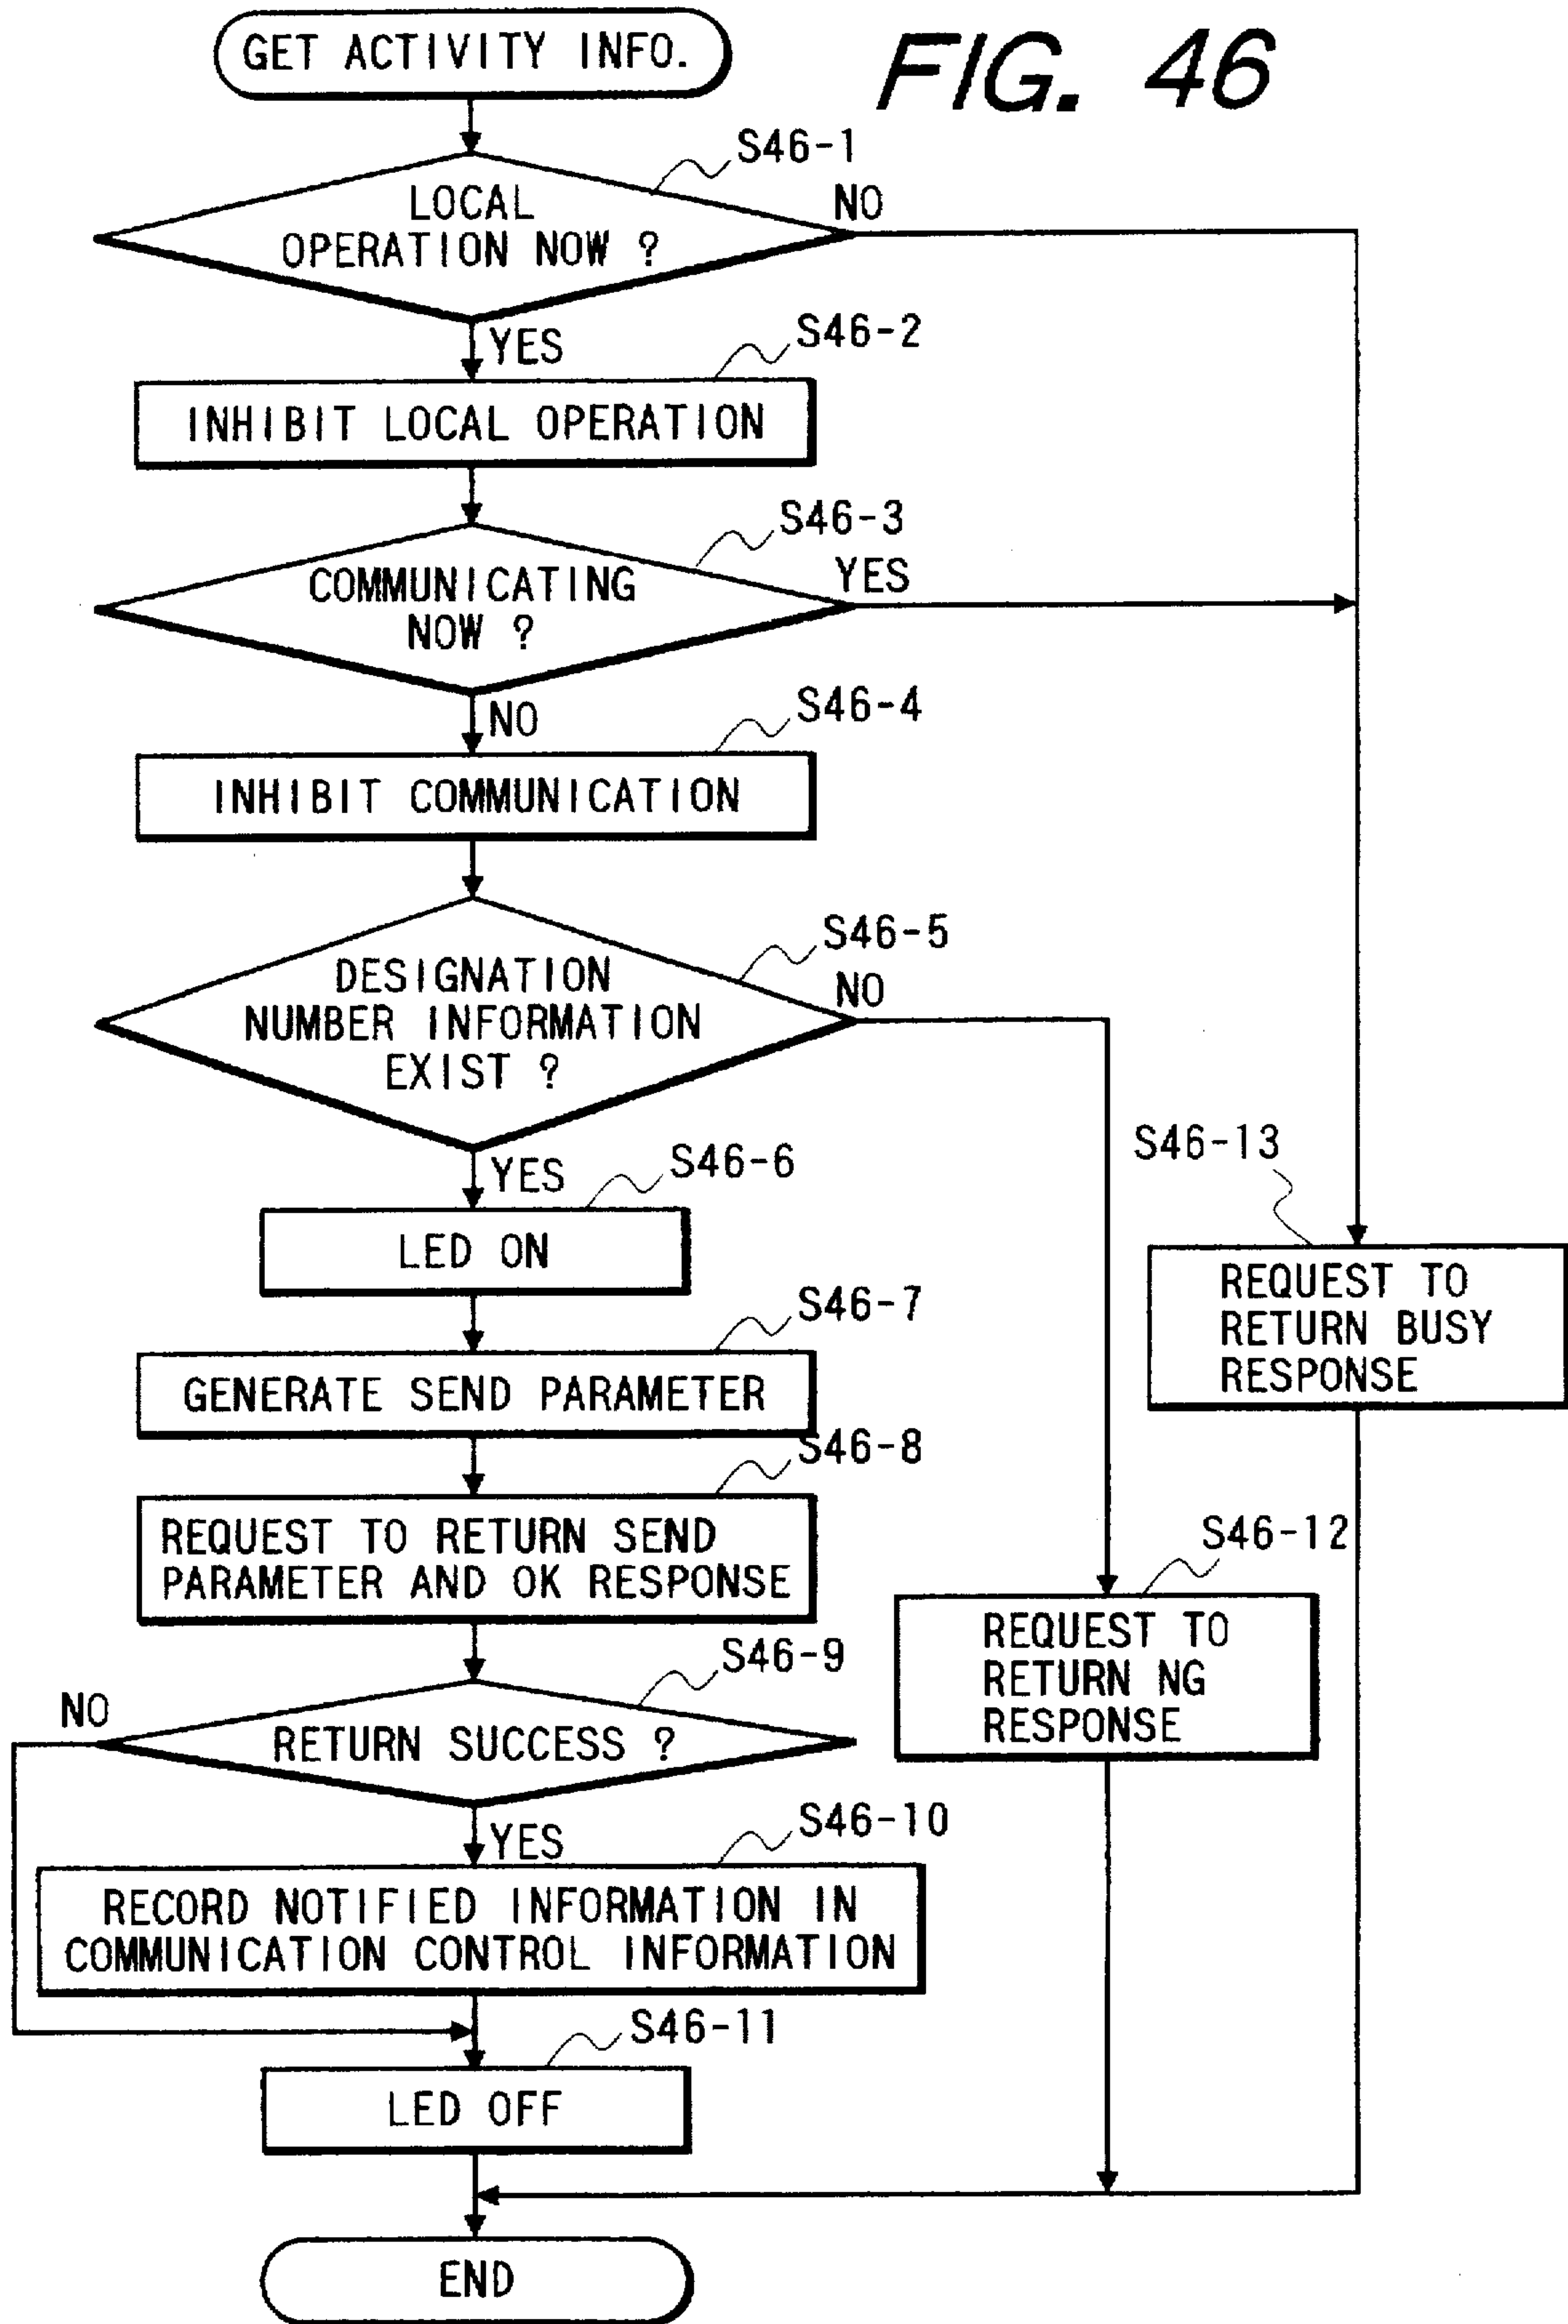 GET ACTIVITY INFO.
FIG. 46
S46-1
LOCAL
OPERATION NOW ?
NO
YES
S46-2
INHIBIT LOCAL OPERATION
S46-3
COMMUNICATING
NOW ?
YES
NO
S46-4
INHIBIT COMMUNICATION
S46-5
DESIGNATION
NUMBER INFORMATION
EXIST ?
NO
YES
S46-6
LED ON
S46-7
GENERATE SEND PARAMETER
S46-8
REQUEST TO RETURN SEND
PARAMETER AND OK RESPONSE
S46-9
NO
RETURN SUCCESS ?
YES
S46-10
RECORD NOTIFIED INFORMATION IN
COMMUNICATION CONTROL INFORMATION
S46-11
LED OFF
S46-12
REQUEST TO
RETURN NG
RESPONSE
S46-13
REQUEST TO
RETURN BUSY
RESPONSE
END